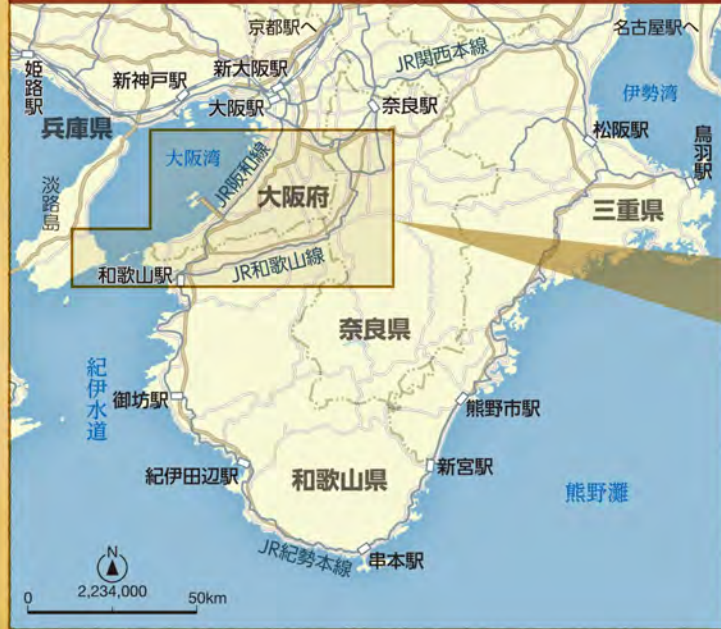 京都駅へ
名古屋駅へ
JR関西本線
姫路駅
新神戸駅
新大阪駅
大阪駅
奈良駅
伊勢湾
兵庫県
大阪湾
JR阪和線
松阪駅
鳥羽駅
淡路島
大阪府
三重県
和歌山駅
JR和歌山線
奈良県
紀伊水道
御坊駅
熊野市駅
紀伊田辺駅
和歌山県
新宮駅
熊野灘
JR紀勢本線
串本駅
N
2,234,000
0 50km